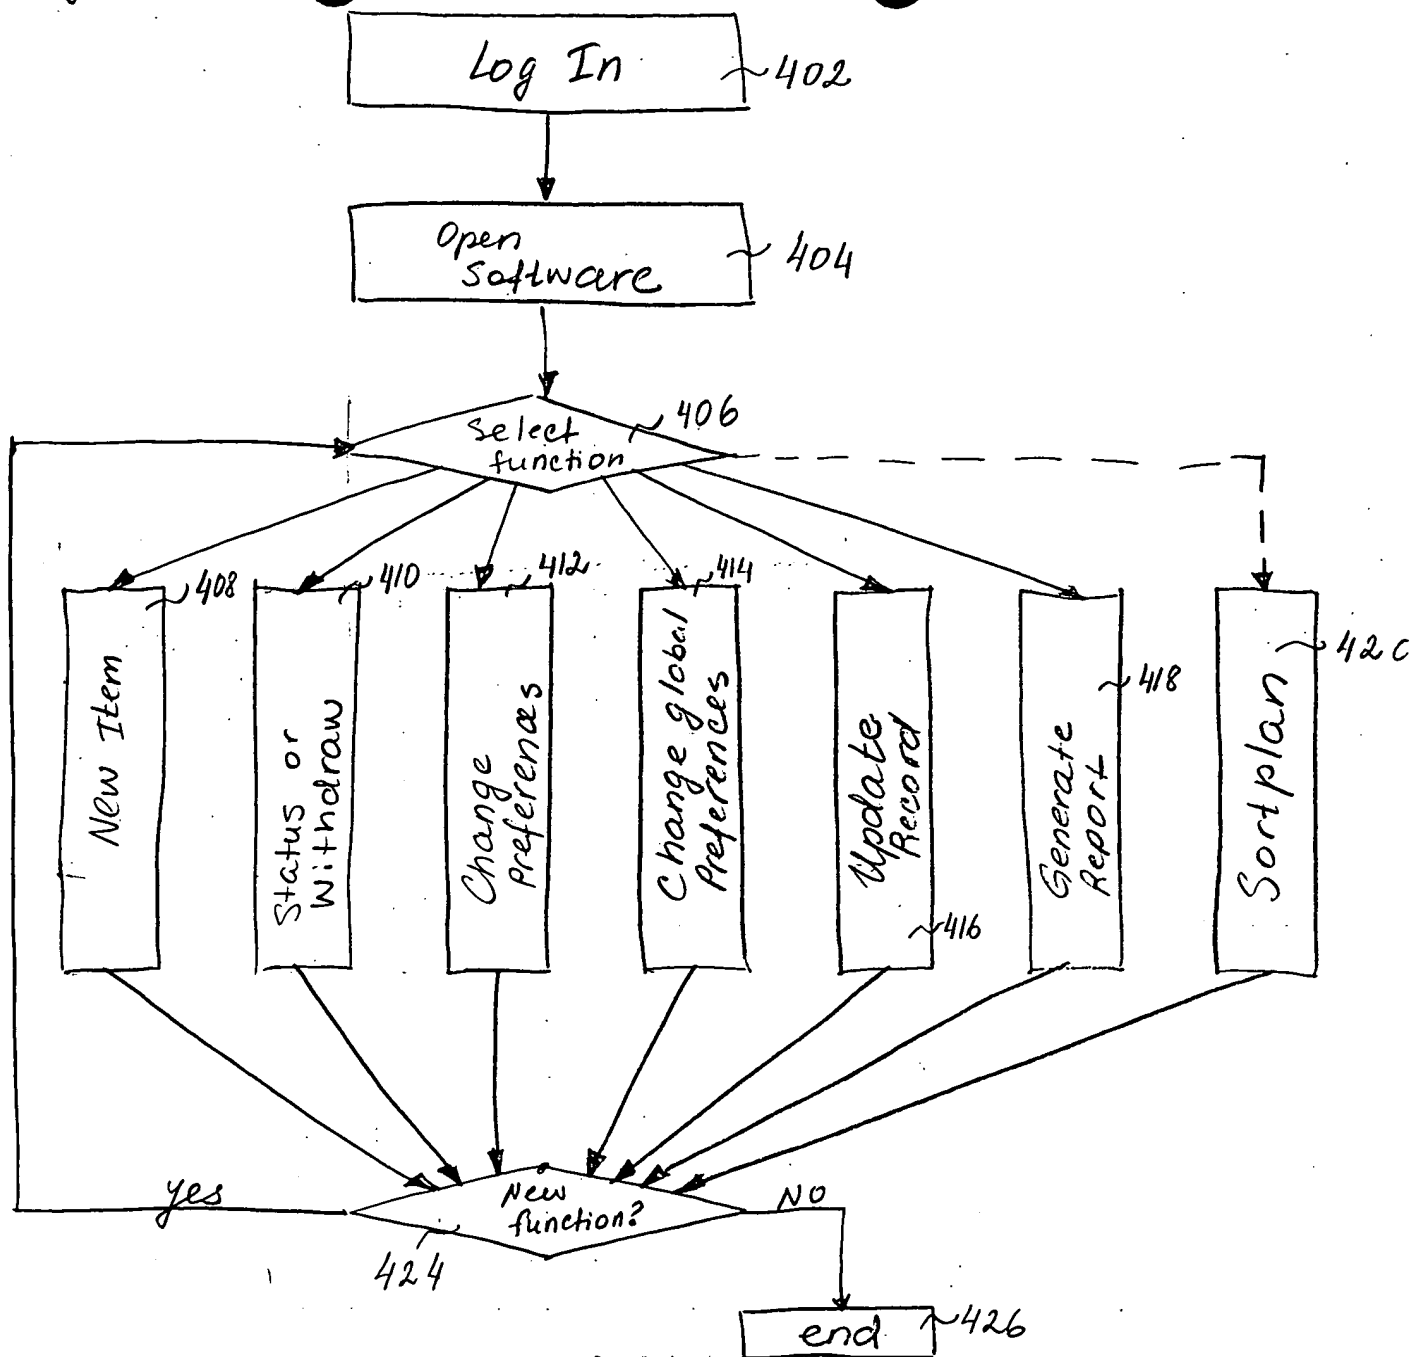 Log In
402
Open
Software
404
Select
function
406
408
410
412
414
New Item
Status or
Withdraw
Change
Preferences
Change global
Preferences
Update
Record
416
Generate
Report
418
Sortplan
420
yes
New
function?
NO
424
end
426